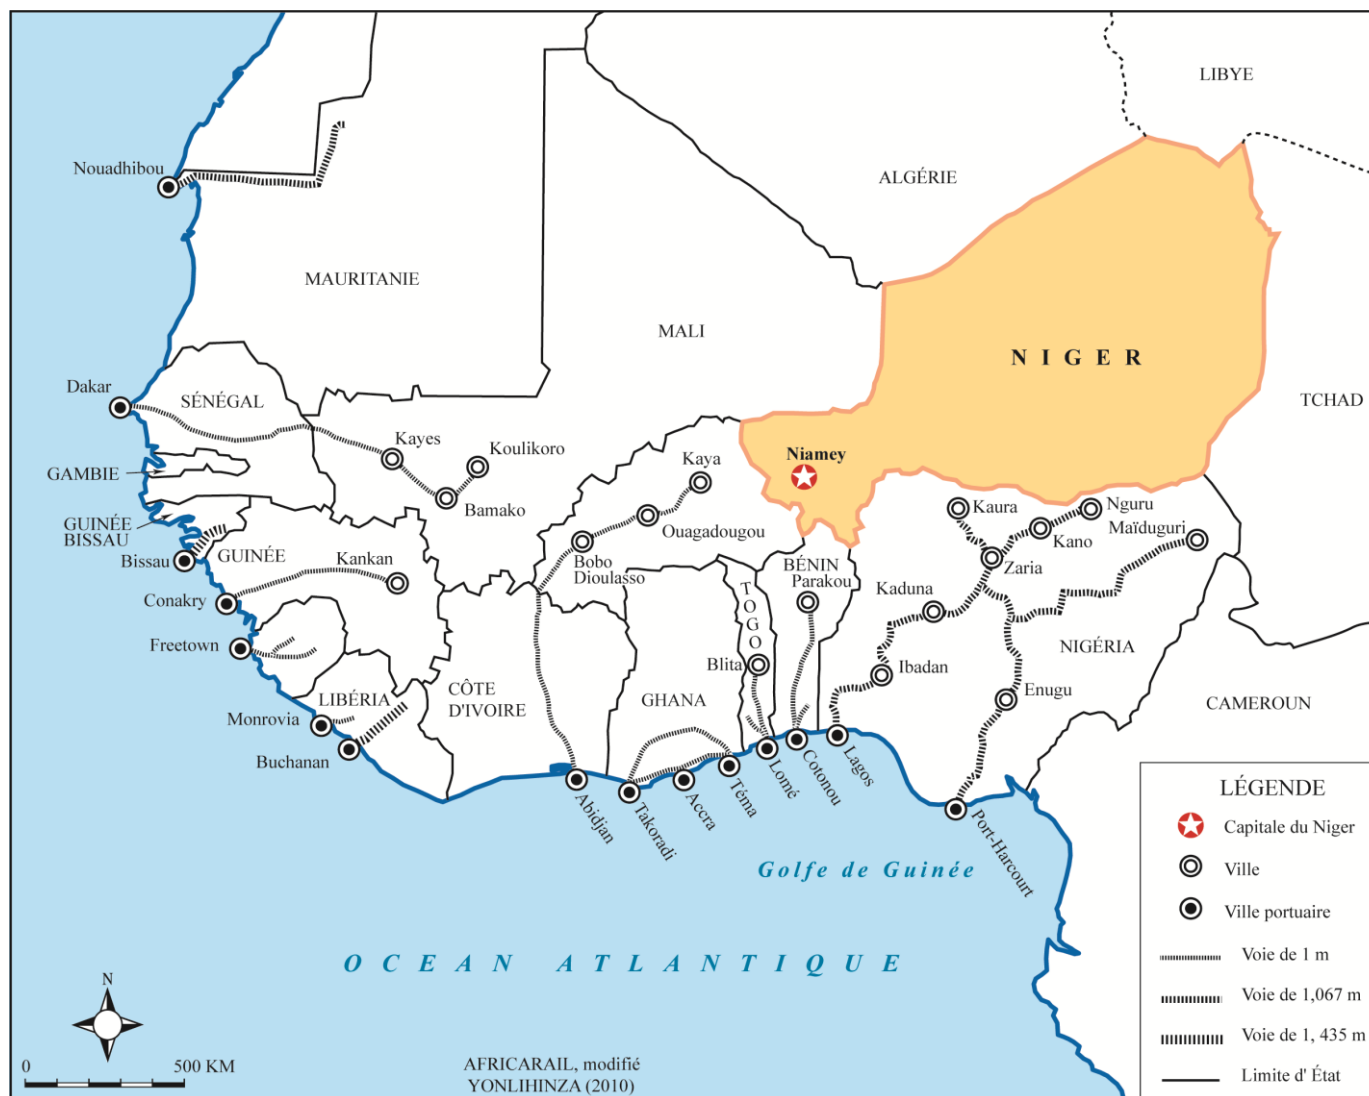 LIBYE
Nouadhibou
ALGÉRIE
MAURITANIE
MALI
N I G E R
Dakar
SÉNÉGAL
TCHAD
Kayes
Koulikoro
Kaya
Niamey
GAMBIE
Bamako
Ouagadougou
Kaura
Nguru
Kano
Maïduguri
GUINÉE
BISSAU
Bissau
GUINÉE
Kankan
Bobo
Dioulasso
BÉNIN
Parakou
Zaria
Kaduna
TOGO
Conakry
Freetown
NIGÉRIA
Blita
Ibadan
Enugu
LIBÉRIA
CÔTE
D'IVOIRE
GHANA
CAMEROUN
Monrovia
Buchanan
Abidjan
Takoradi
Accra
Téma
Lomé
Cotonou
Lagos
Port-Harcourt
Golfe de Guinée
OCEAN ATLANTIQUE
LÉGENDE
Capitale du Niger
Ville
Ville portuaire
Voie de 1 m
Voie de 1,067 m
Voie de 1, 435 m
Limite d' État
N
0 500 KM
AFRICARAIL, modifié
YONLIHINZA (2010)